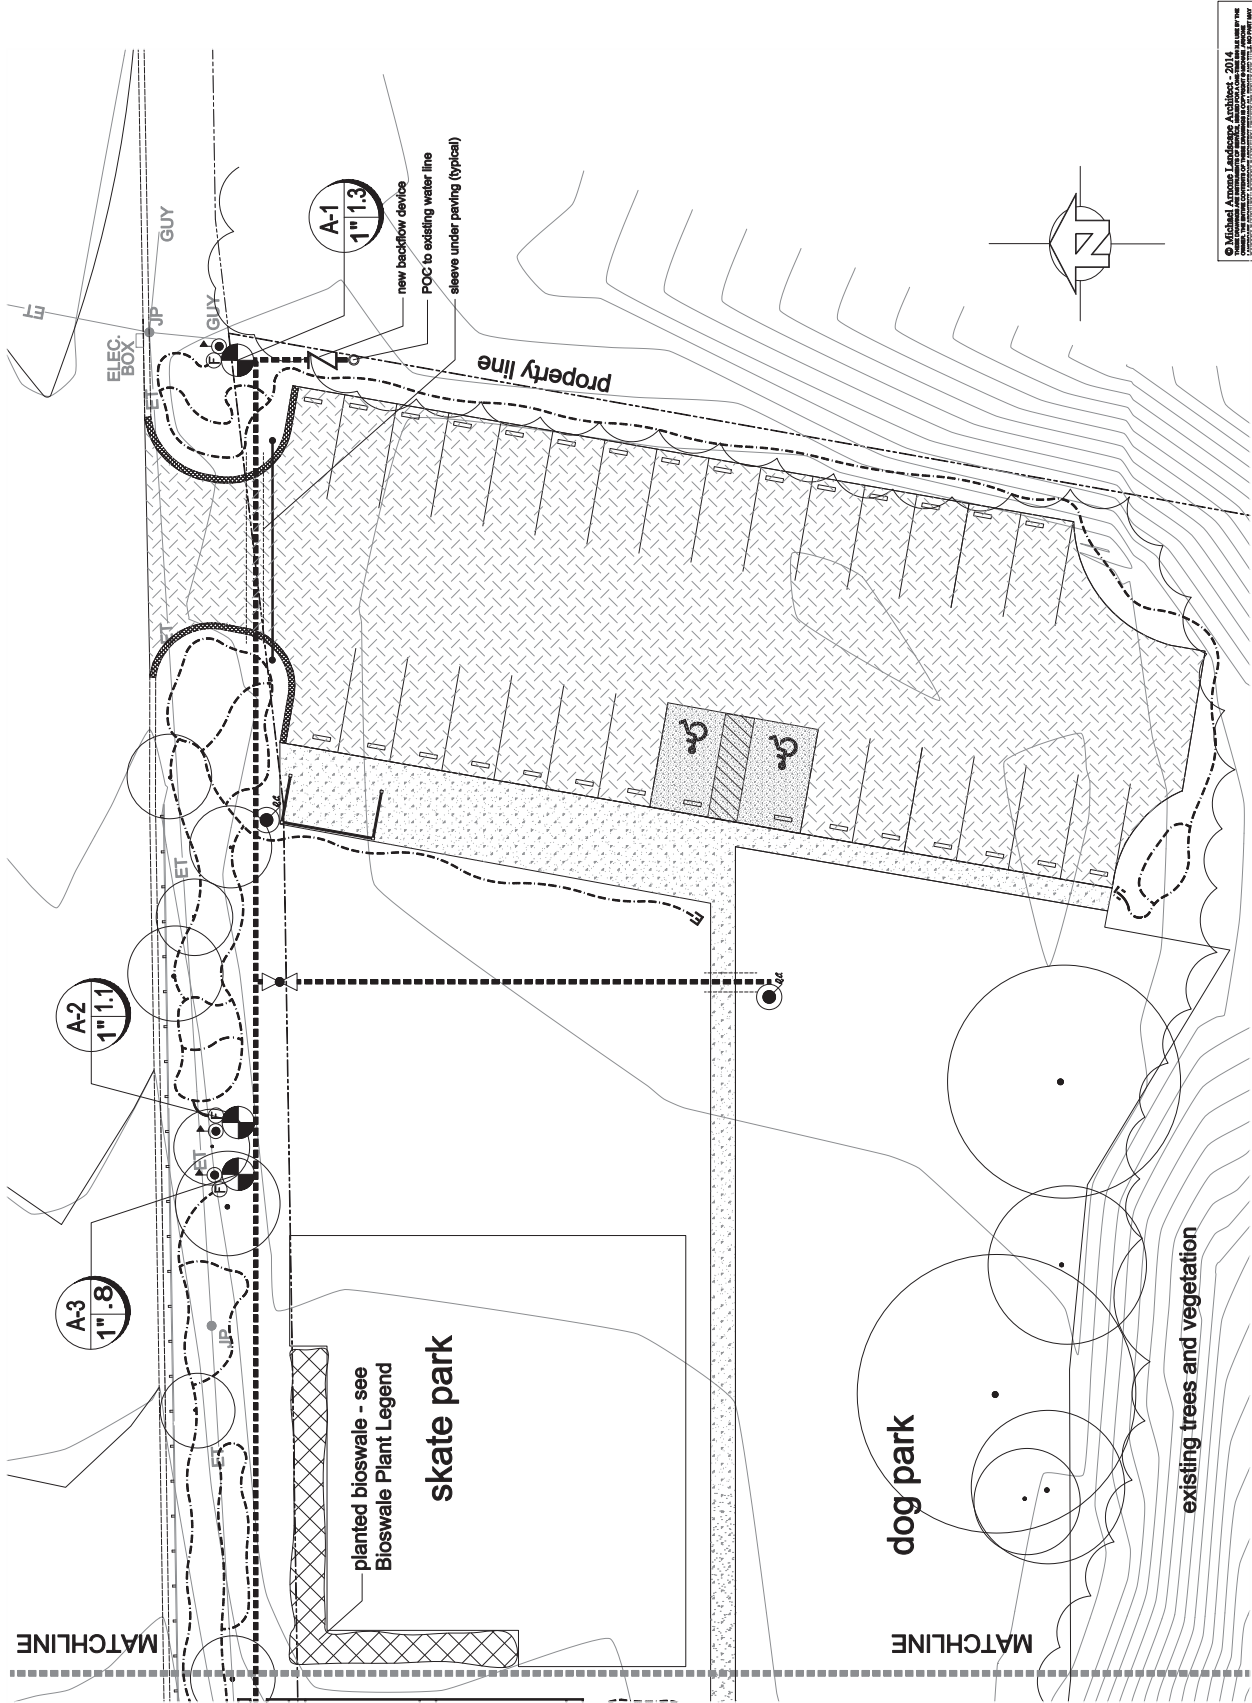 © Michael Arnone Landscape Architect - 2014
GUY
ET
JP
GUY
ELEC.
BOX
ET
A-1
1" 1.3
new backflow device
POC to existing water line
sleeve under paving (typical)
F
property line
N
ET
ea
ET
E
A-2
1" 1.1
ea
F
ET
F
A-3
1" .8
JP
ET
planted bioswale - see
Bioswale Plant Legend
skate park
dog park
existing trees and vegetation
MATCHLINE
MATCHLINE